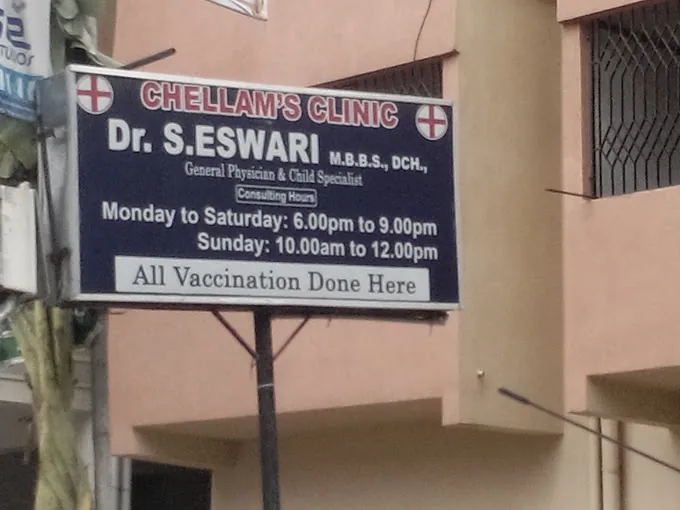 CHELLAM'S CLINIC
Dr. S.ESWARI M.B.B.S., DCH.,
General Physician & Child Specialist
Consulting Hours
Monday to Saturday: 6.00pm to 9.00pm
Sunday: 10.00am to 12.00pm
All Vaccination Done Here